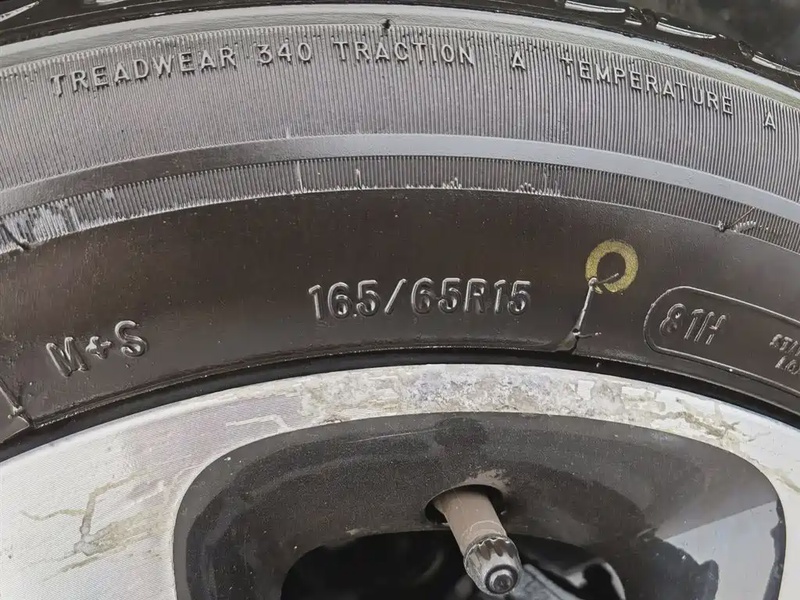 TREADWEAR 340 TRACTION A TEMPERATURE A
M+S
165/65R15
81H